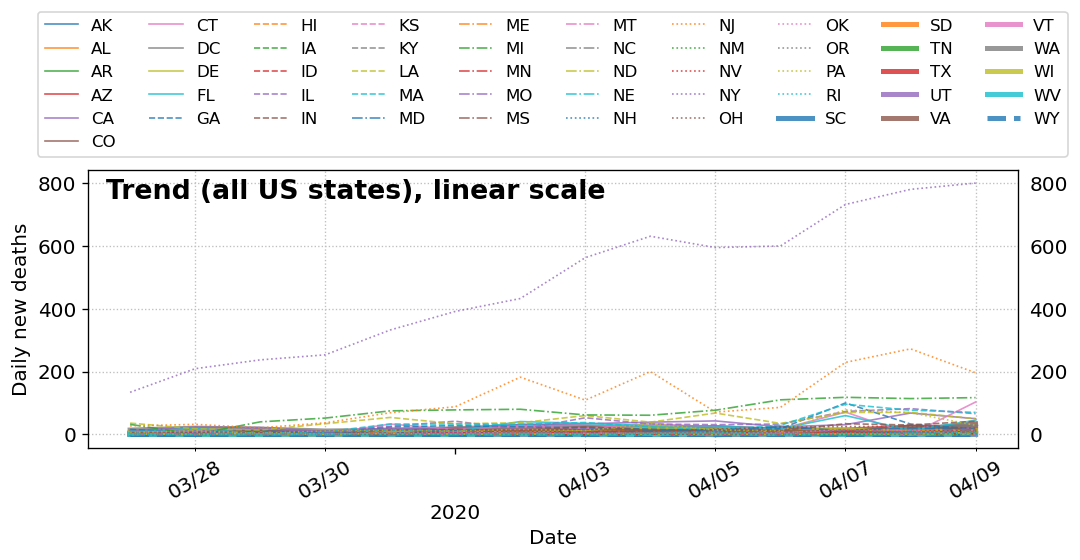 AK CT HI KS ME MT NJ OK SD VT
AL DC IA KY MI NC NM OR TN WA
AR DE ID LA MN ND NV PA TX WI
AZ FL IL MA MO NE NY RI UT WV
CA GA IN MD MS NH OH SC VA WY
CO
Trend (all US states), linear scale
800 800
600 600
400 400
200 200
0 0
Daily new deaths
03/28 03/30 04/03 04/05 04/07 04/09
2020
Date